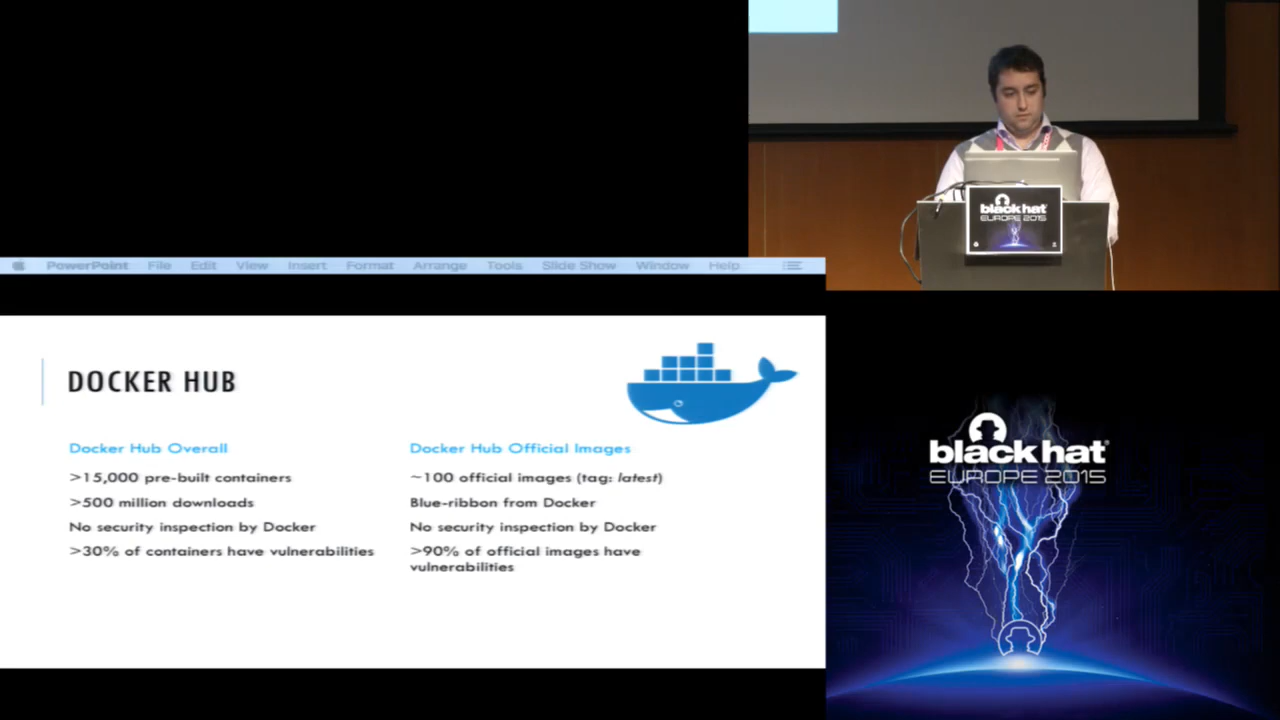 black hat
EUROPE 2015
PowerPoint File Edit View Insert Format Arrange Tools Slide Show Window Help
DOCKER HUB
Docker Hub Overall
>15,000 pre-built containers
>500 million downloads
No security inspection by Docker
>30% of containers have vulnerabilities
Docker Hub Official Images
~100 official images (tag: latest)
Blue-ribbon from Docker
No security inspection by Docker
>90% of official images have
vulnerabilities
black hat
EUROPE 2015